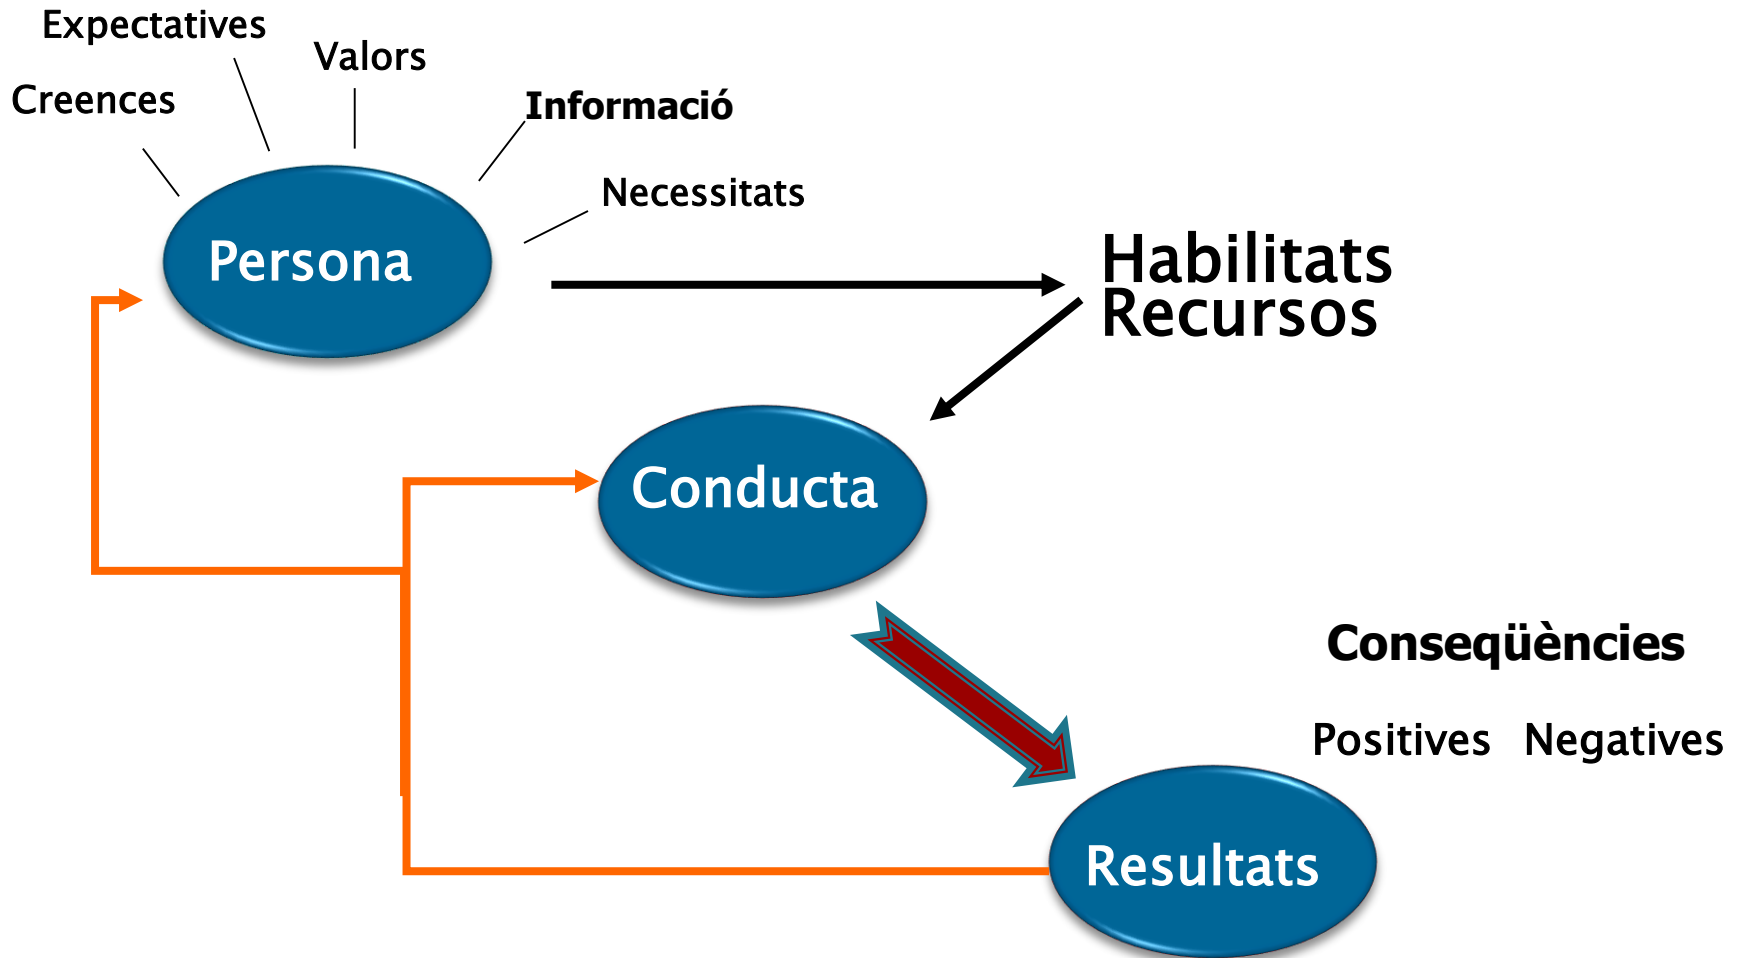 Expectatives
Valors
Creences
Informació
Necessitats
Persona
Habilitats
Recursos
Conducta
Conseqüències
Positives Negatives
Resultats